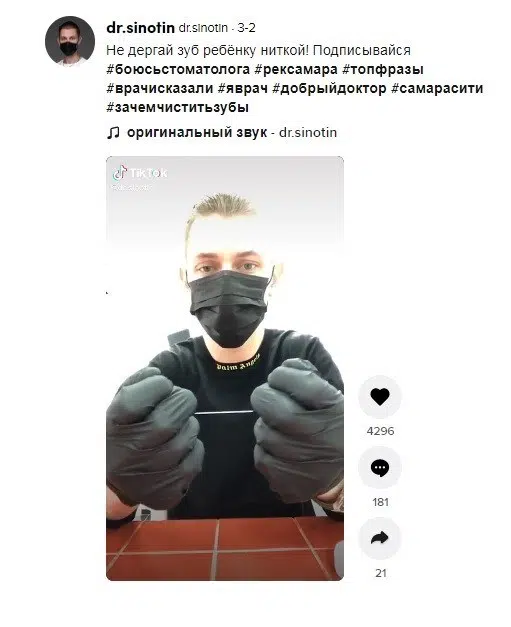 dr.sinotin dr.sinotin · 3-2
Не дергай зуб ребёнку ниткой! Подписывайся
#боюсьстоматолога #рексамара #топфразы
#врачисказали #яврач #добрыйдоктор #самарасити
#зачемчиститьзубы
оригинальный звук - dr.sinotin
TikTok
Palm Angels
4296
181
21